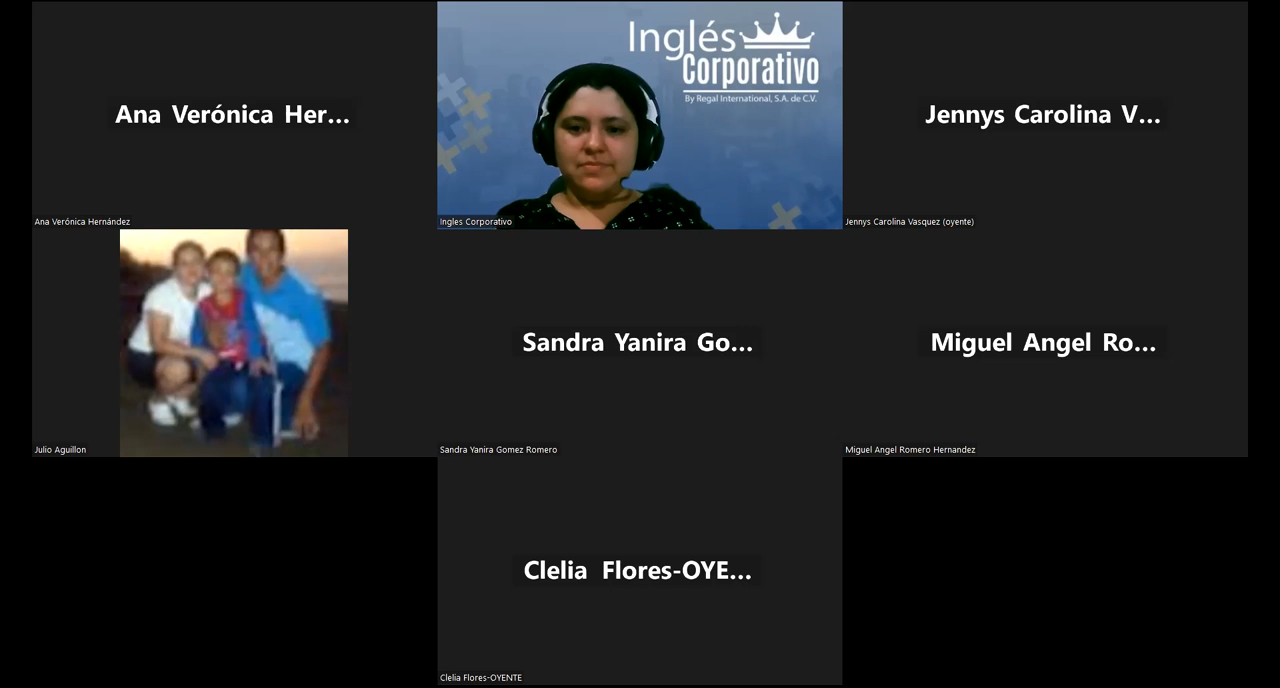 Ana Verónica Her...
Ana Verónica Hernández
Inglés
Corporativo
By Regal International, S.A. de C.V.
Ingles Corporativo
Jennys Carolina V...
Jennys Carolina Vasquez (oyente)
Julio Aguillon
Sandra Yanira Go...
Sandra Yanira Gomez Romero
Miguel Angel Ro...
Miguel Angel Romero Hernandez
Clelia Flores-OYE...
Clelia Flores-OYENTE